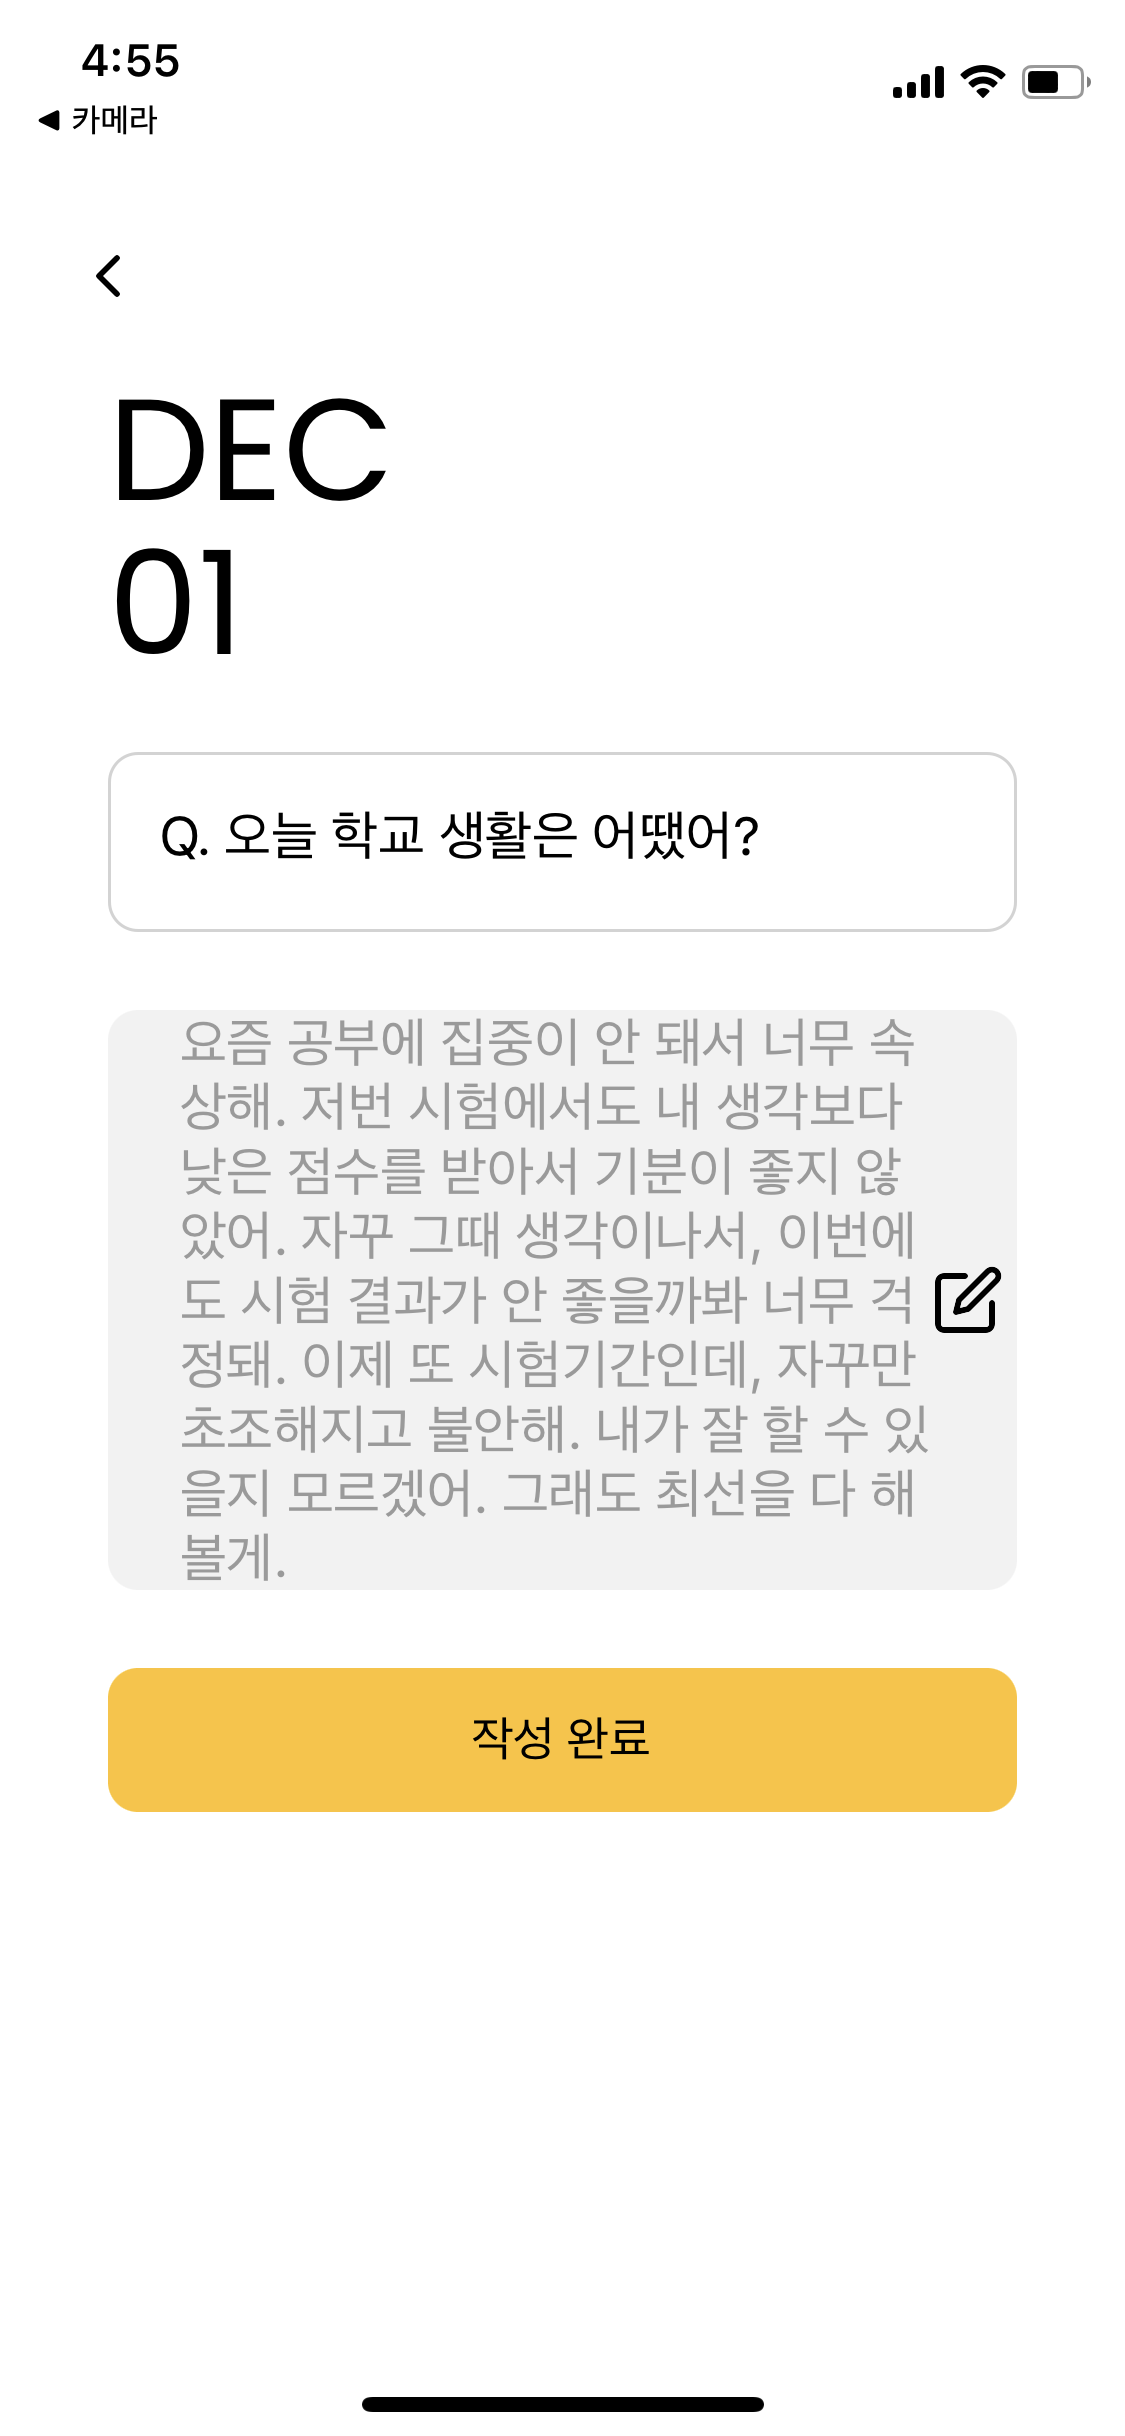 4:55
카메라
DEC
01
Q. 오늘 학교 생활은 어땠어?
요즘 공부에 집중이 안 돼서 너무 속
상해. 저번 시험에서도 내 생각보다
낮은 점수를 받아서 기분이 좋지 않
았어. 자꾸 그때 생각이나서, 이번에
도 시험 결과가 안 좋을까봐 너무 걱
정돼. 이제 또 시험기간인데, 자꾸만
초조해지고 불안해. 내가 잘 할 수 있
을지 모르겠어. 그래도 최선을 다 해
볼게.
작성 완료